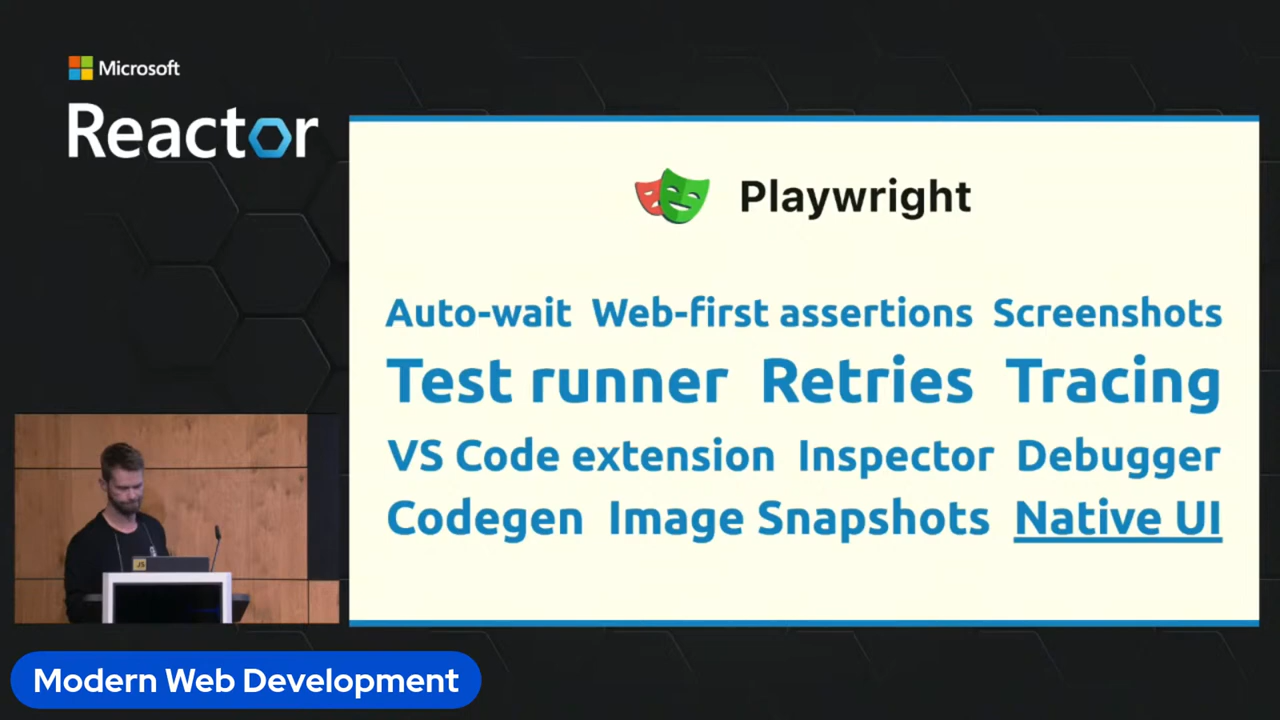 Microsoft
Reactor
Playwright
Auto-wait Web-first assertions Screenshots
Test runner Retries Tracing
VS Code extension Inspector Debugger
Codegen Image Snapshots Native UI
JS
Modern Web Development